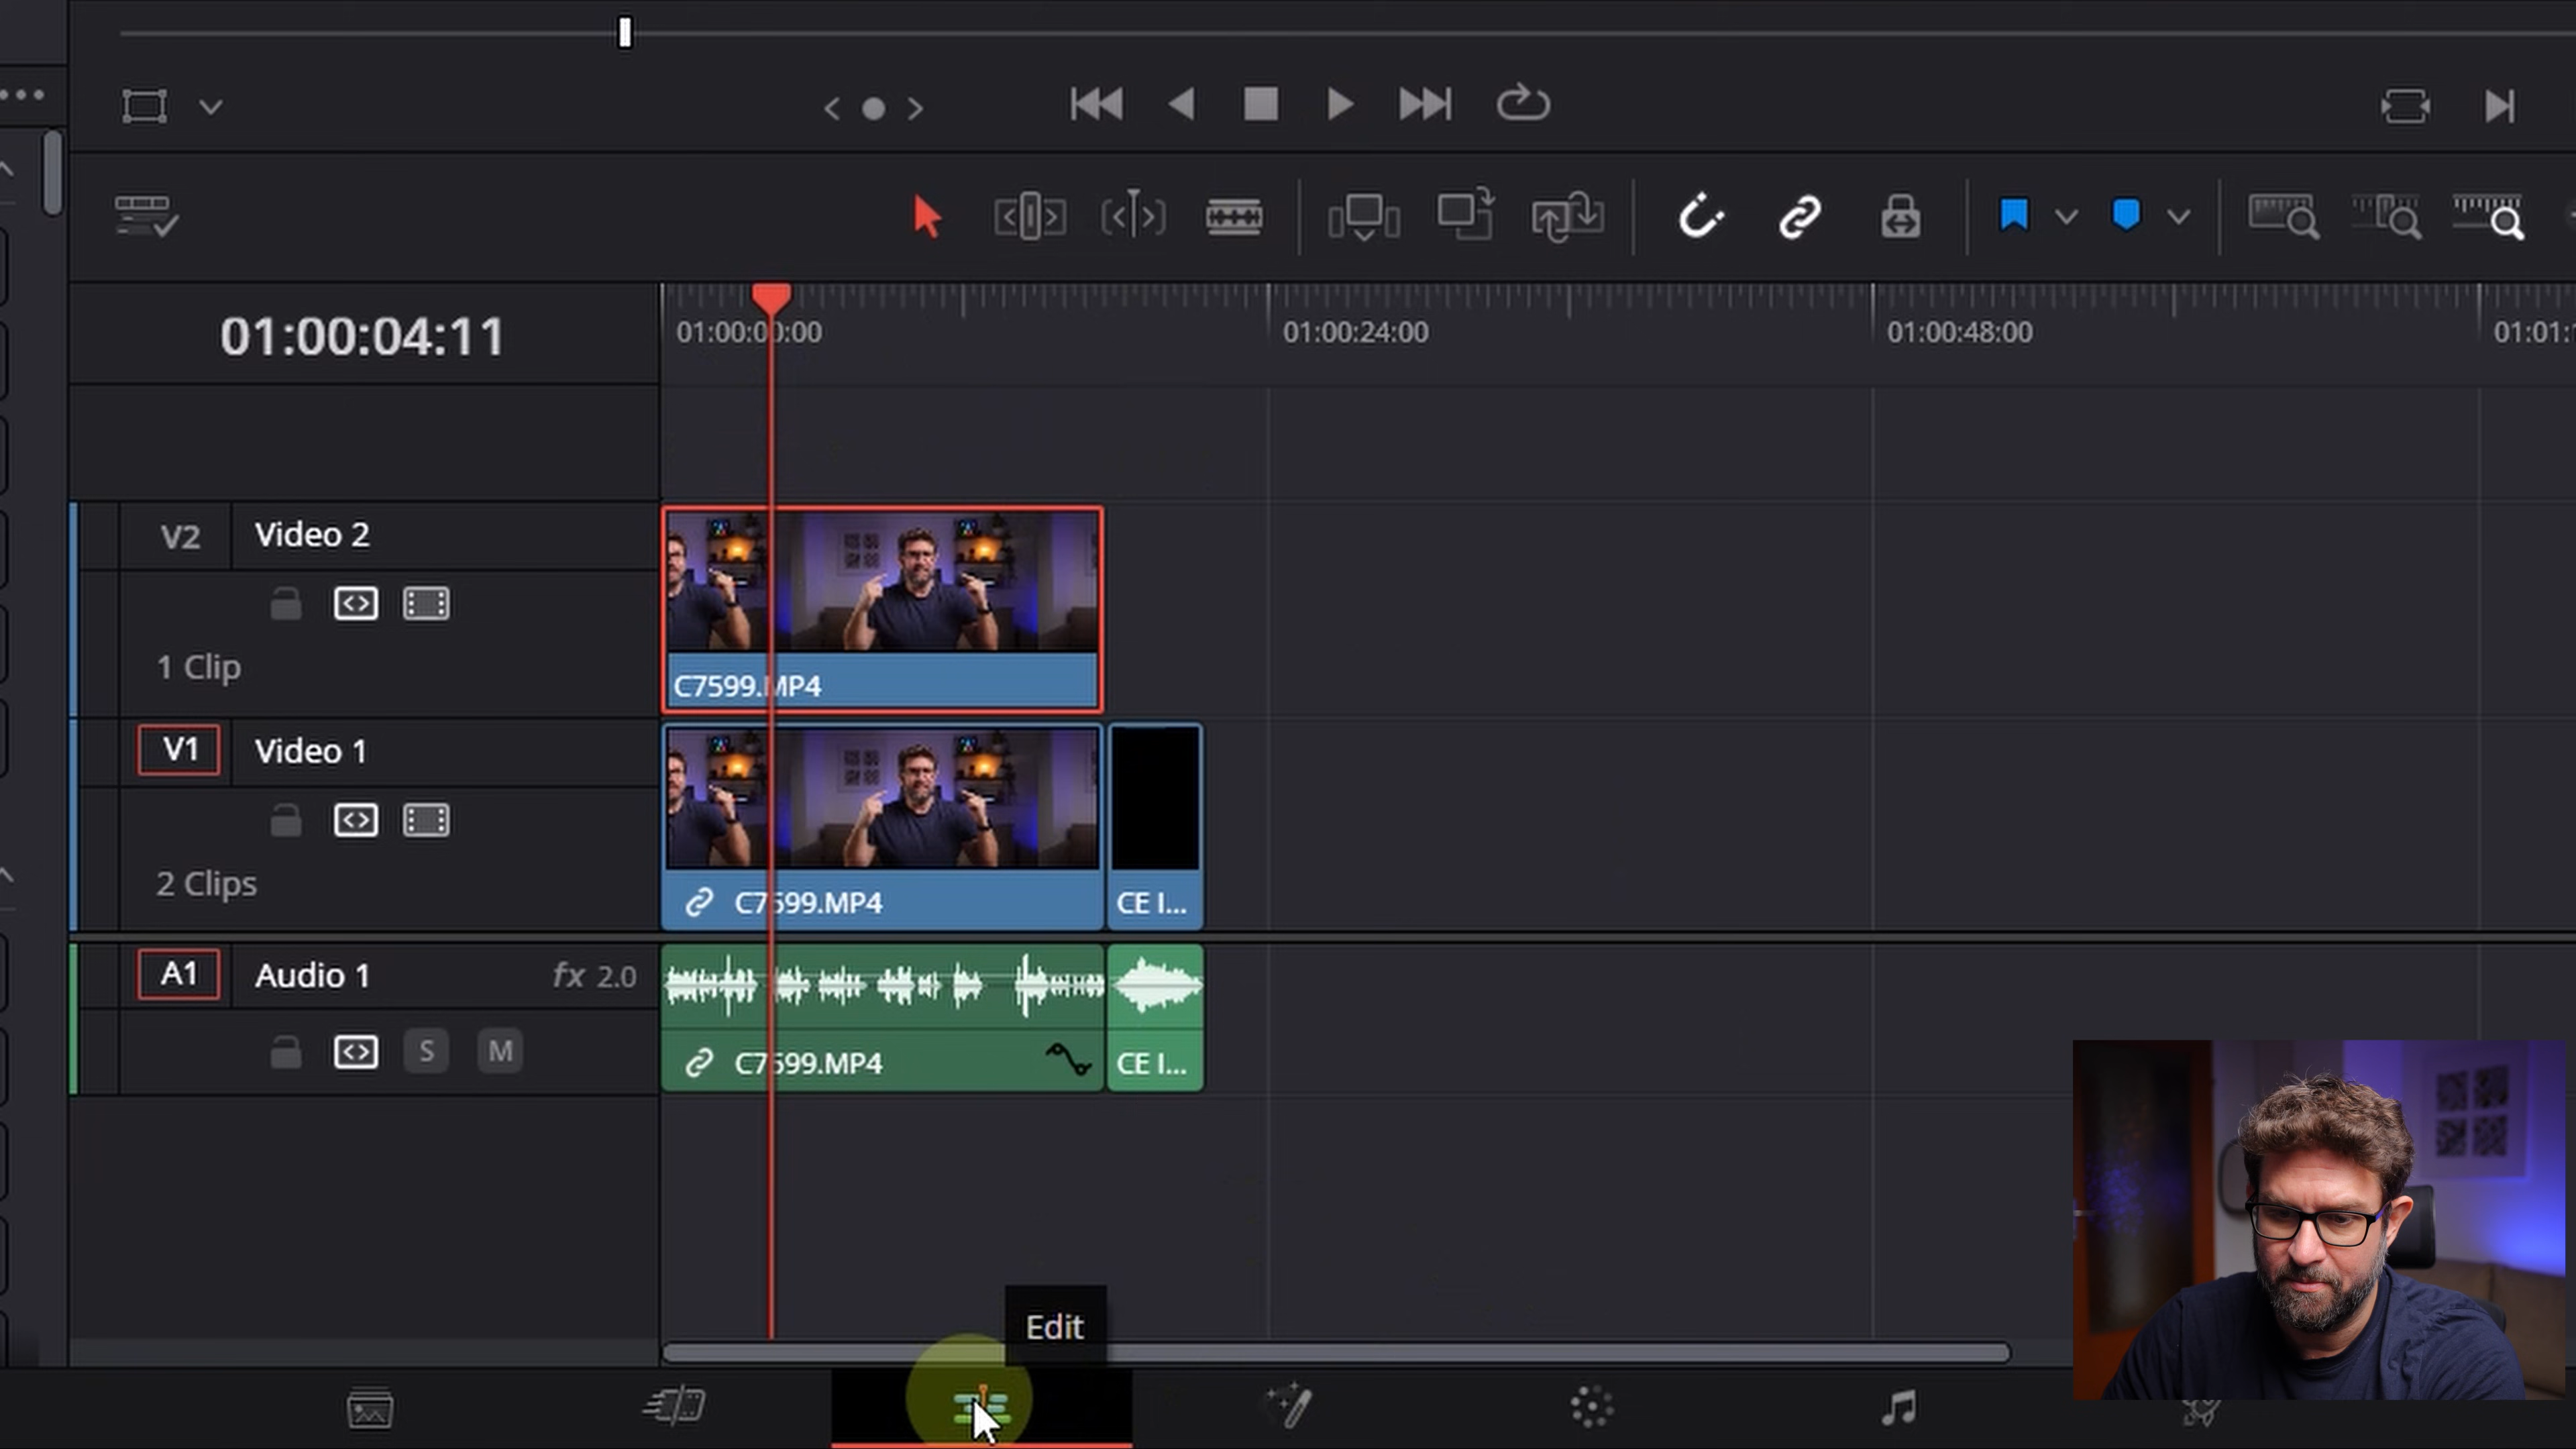 01:00:04:11
01:00:00:00
01:00:24:00
01:00:48:00
01:01:
V2
Video 2
1 Clip
C7599.MP4
V1
Video 1
2 Clips
C7599.MP4
CE I...
A1
Audio 1
fx 2.0
S
M
C7599.MP4
CE I...
Edit